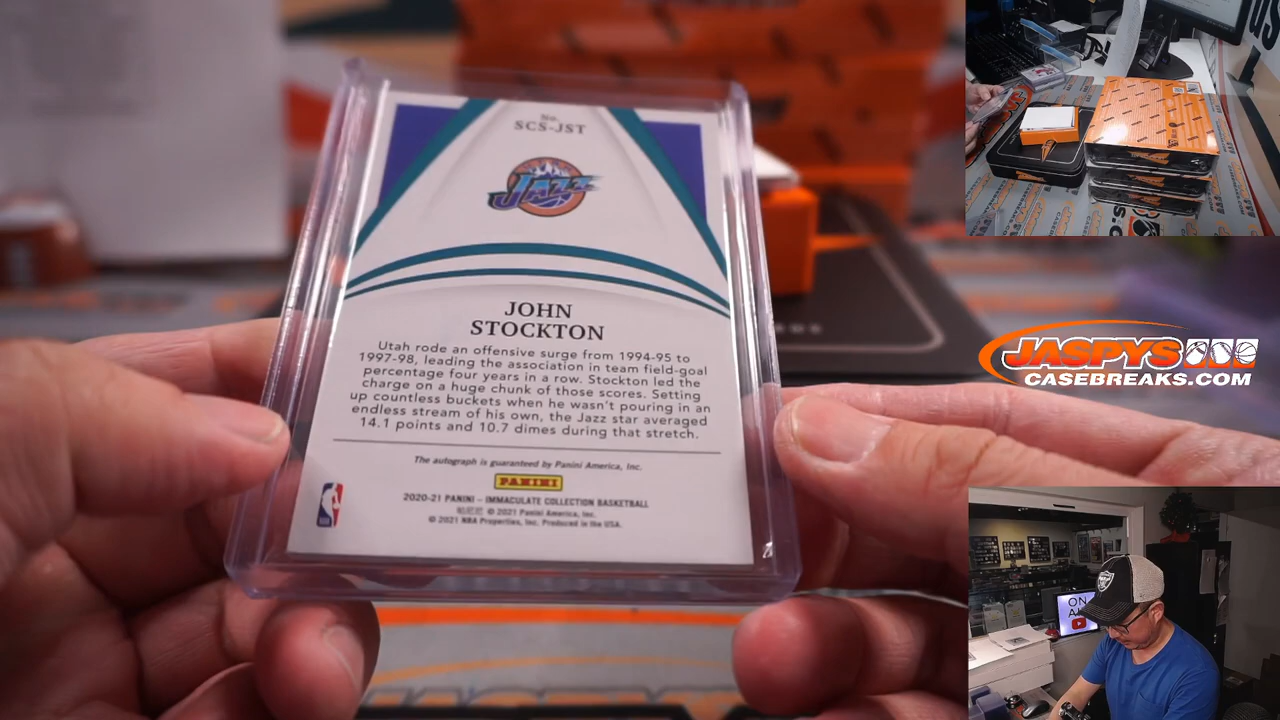 No.
SCS-JST
JAZZ
JOHN
STOCKTON
Utah rode an offensive surge from 1994-95 to
1997-98, leading the association in team field-goal
percentage four years in a row. Stockton led the
charge on a huge chunk of those scores. Setting
up countless buckets when he wasn't pouring in an
endless stream of his own, the Jazz star averaged
14.1 points and 10.7 dimes during that stretch.
The autograph is guaranteed by Panini America, Inc.
PANINI
2020-21 PANINI – IMMACULATE COLLECTION BASKETBALL
帕尼尼 © 2021 Panini America, Inc.
© 2021 NBA Properties, Inc. Produced in the USA.
JASPYS
CASEBREAKS.COM
ON